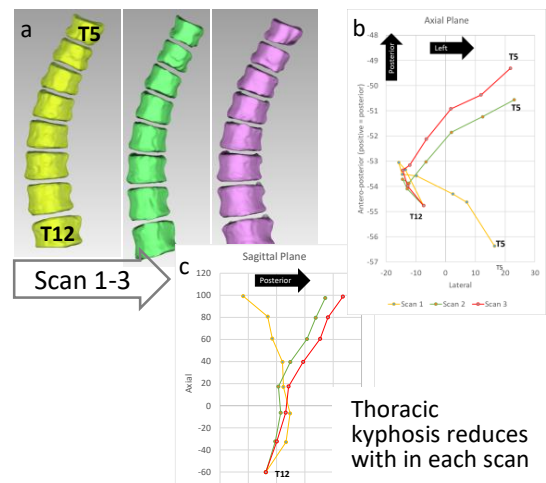 a
T5
T12
Scan 1-3
b
Axial Plane
Posterior
Left
T5
T5
T12
T5
T5
Antero-posterior (positive = posterior)
-48
-49
-50
-51
-52
-53
-54
-55
-56
-57
-20 -10 0 10 20 30
Lateral
Scan 1 Scan 2 Scan 3
c
Sagittal Plane
Posterior
Axial
120
100
80
60
40
20
0
-20
-40
-60
T12
Thoracic
kyphosis reduces
with in each scan